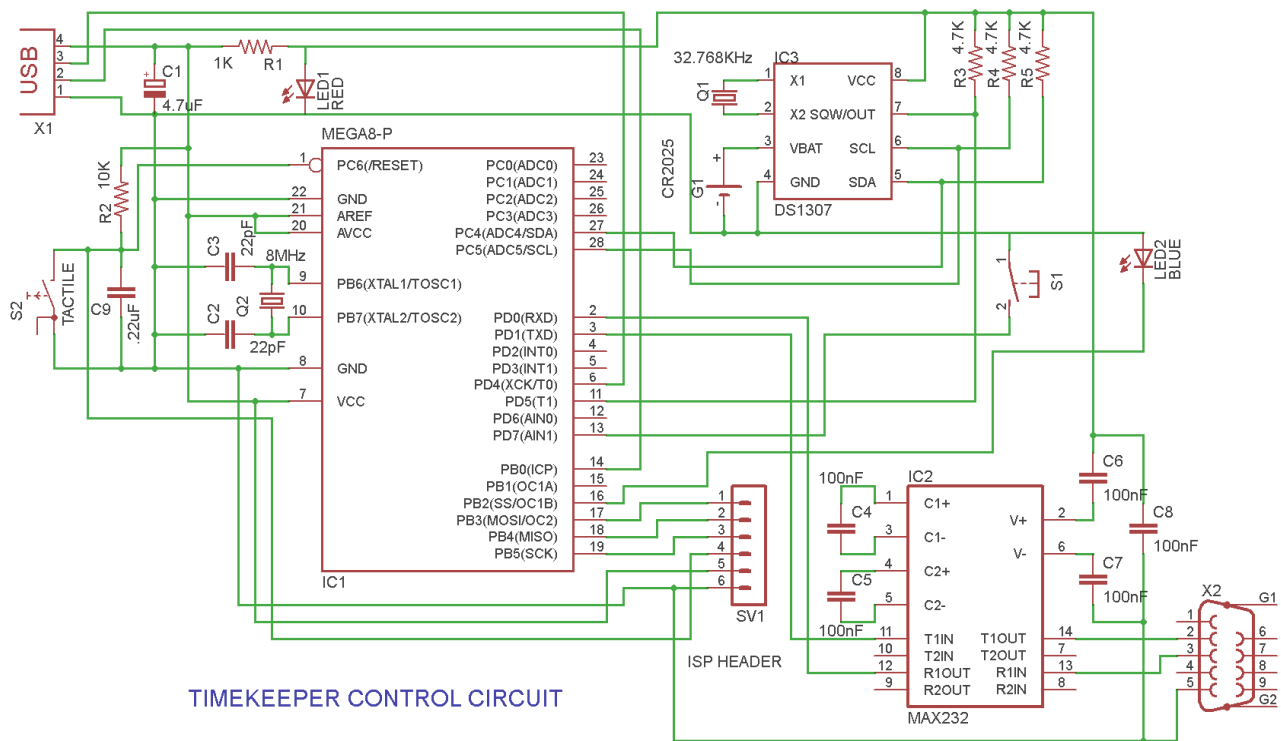 USB
4
3
2
1
X1
C1
+
4.7uF
1K
R1
LED1
RED
32.768KHz
Q1
IC3
1
X1
VCC
8
2
X2
SQW/OUT
7
3
VBAT
SCL
6
4
GND
SDA
5
DS1307
CR2025
G1
+
-
R3
4.7K
R4
4.7K
R5
4.7K
MEGA8-P
1
PC6(/RESET)
PC0(ADC0)
23
PC1(ADC1)
24
22
GND
PC2(ADC2)
25
21
AREF
PC3(ADC3)
26
20
AVCC
PC4(ADC4/SDA)
27
PC5(ADC5/SCL)
28
9
PB6(XTAL1/TOSC1)
10
PB7(XTAL2/TOSC2)
PD0(RXD)
2
PD1(TXD)
3
PD2(INT0)
4
8
GND
PD3(INT1)
5
PD4(XCK/T0)
6
7
VCC
PD5(T1)
11
PD6(AIN0)
12
PD7(AIN1)
13
PB0(ICP)
14
PB1(OC1A)
15
PB2(SS/OC1B)
16
PB3(MOSI/OC2)
17
PB4(MISO)
18
PB5(SCK)
19
IC1
R2
10K
C3
22pF
8MHz
Q2
C2
22pF
S2
TACTILE
C9
.22uF
1
2
S1
LED2
BLUE
1
2
3
4
5
6
SV1
ISP HEADER
IC2
100nF
C4
C5
100nF
1
C1+
3
C1-
V+
2
4
C2+
V-
6
5
C2-
11
T1IN
T1OUT
14
10
T2IN
T2OUT
7
12
R1OUT
R1IN
13
9
R2OUT
R2IN
8
MAX232
C6
100nF
C8
100nF
C7
100nF
X2
G1
1
2
3
4
5
6
7
8
9
G2
TIMEKEEPER CONTROL CIRCUIT